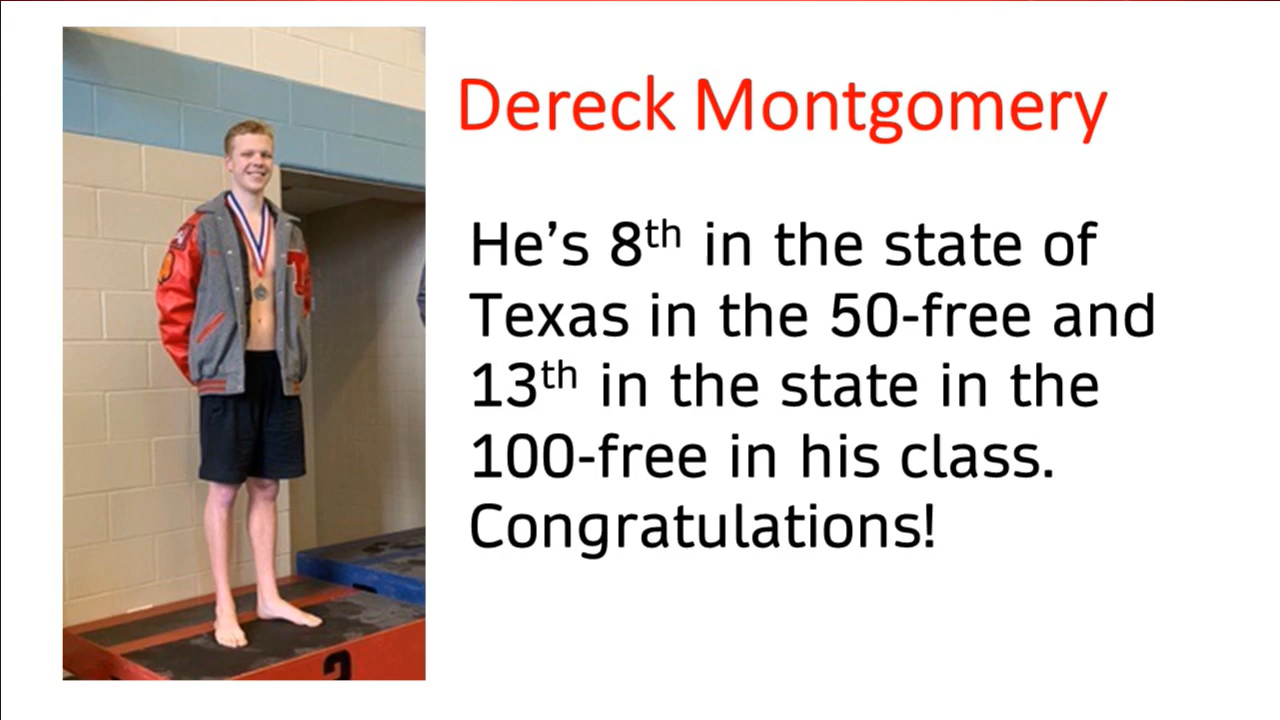 Dereck Montgomery
He's 8th in the state of
Texas in the 50-free and
13th in the state in the
100-free in his class.
Congratulations!